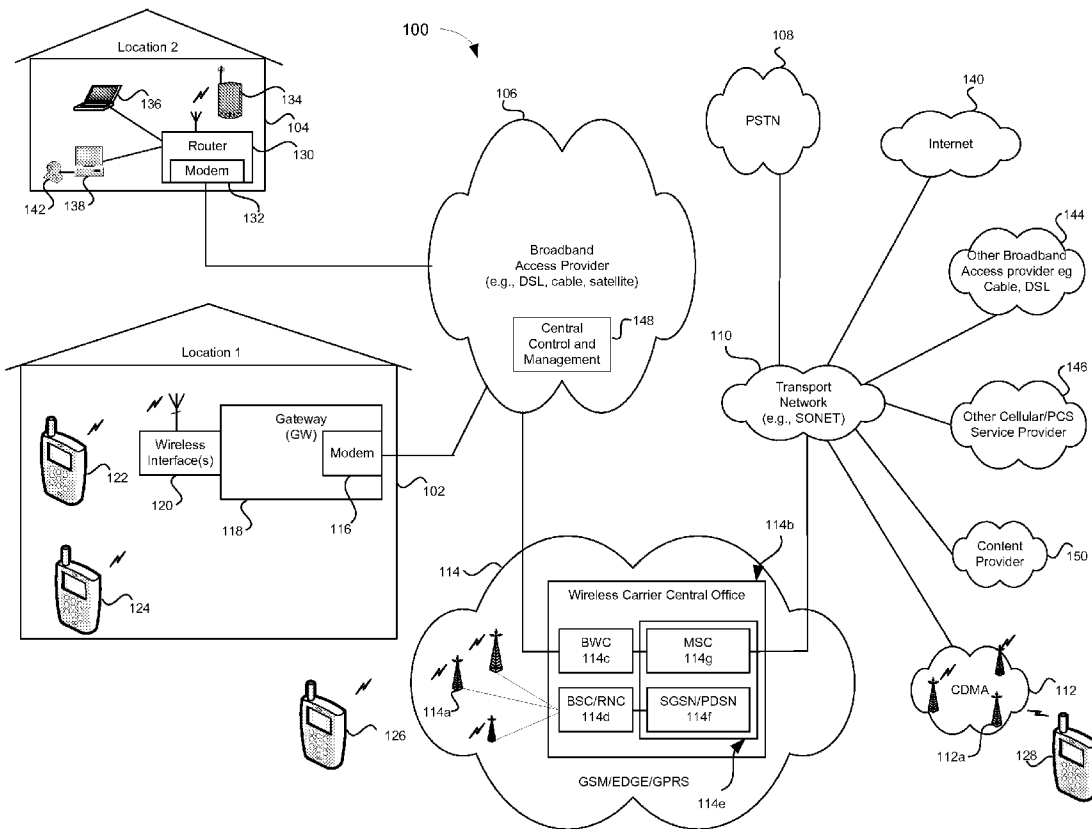 100
108
PSTN
140
Internet
106
Location 2
136
134
104
Router
130
Modem
142
138
132
144
Other Broadband
Access provider eg
Cable, DSL
Broadband
Access Provider
(e.g., DSL, cable, satellite)
148
Central
Control and
Management
110
Transport
Network
(e.g., SONET)
146
Other Cellular/PCS
Service Provider
Location 1
Gateway
(GW)
Wireless
Interface(s)
Modem
122
120
118
116
102
124
Content
Provider
150
114
114b
Wireless Carrier Central Office
BWC
114c
MSC
114g
BSC/RNC
114d
SGSN/PDSN
114f
114a
GSM/EDGE/GPRS
114e
126
CDMA
112
112a
128